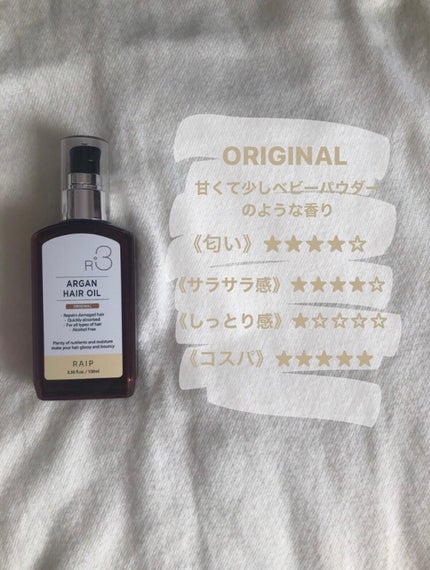 R3
ARGAN
HAIR OIL
ORIGINAL
- Repairs damaged hair
- Quickly absorbed
- For all types of hair
- Alcohol Free
Plenty of nutrients and moisture
make your hair glossy and bouncy
RAIP
3.38 fl.oz / 100ml
ORIGINAL
甘くて少しベビーパウダー
のような香り
《匂い》★★★★☆
《サラサラ感》★★★★☆
《しっとり感》★☆☆☆☆
《コスパ》★★★★★